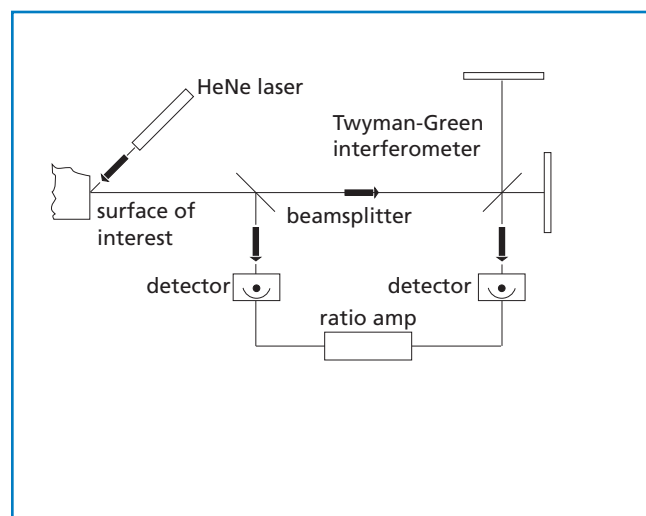 HeNe laser
Twyman-Green
interferometer
surface of
interest
beamsplitter
detector
detector
ratio amp